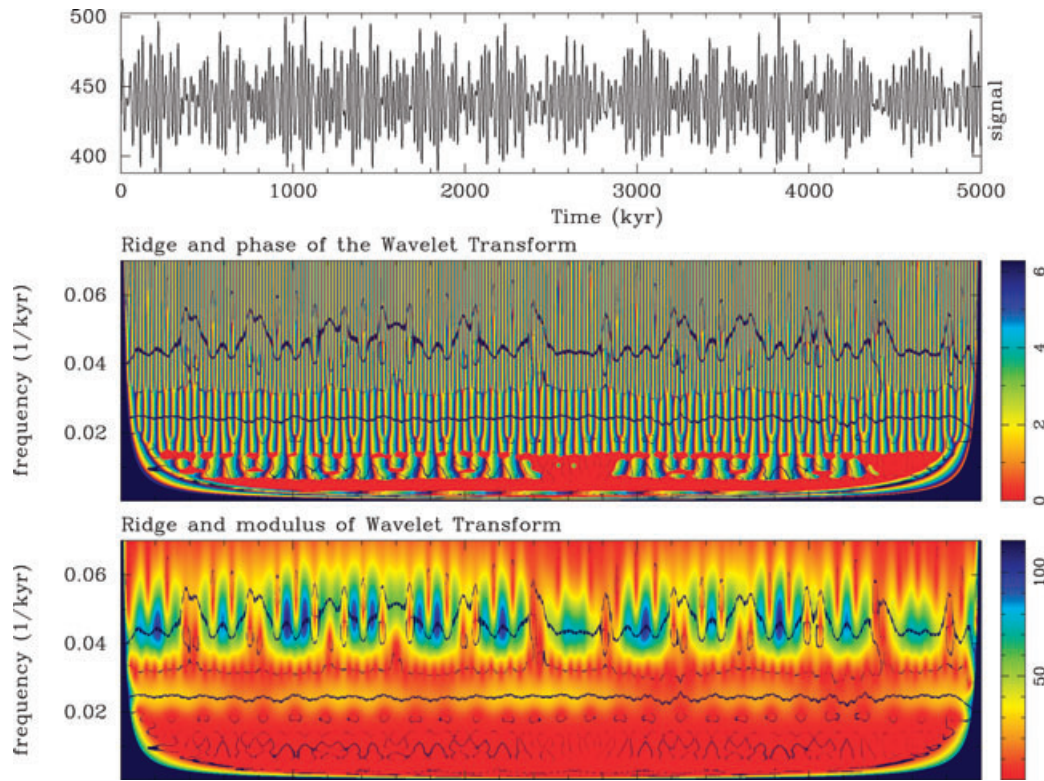 500
450
400
signal
0 1000 2000 3000 4000 5000
Time (kyr)
Ridge and phase of the Wavelet Transform
frequency (1/kyr)
0.06
0.04
0.02
6
4
2
0
Ridge and modulus of Wavelet Transform
frequency (1/kyr)
0.06
0.04
0.02
100
50